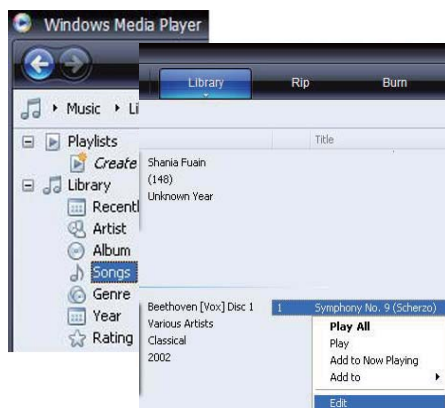 Windows Media Player
Music Li
Playlists
Create
Library
Recentl
Artist
Album
Songs
Genre
Year
Rating
Library Rip Burn
Title
Shania Fuain
(148)
Unknown Year
Beethoven [Vox] Disc 1 1 Symphony No. 9 (Scherzo)
Various Artists
Classical
2002
Play All
Play
Add to Now Playing
Add to
Edit